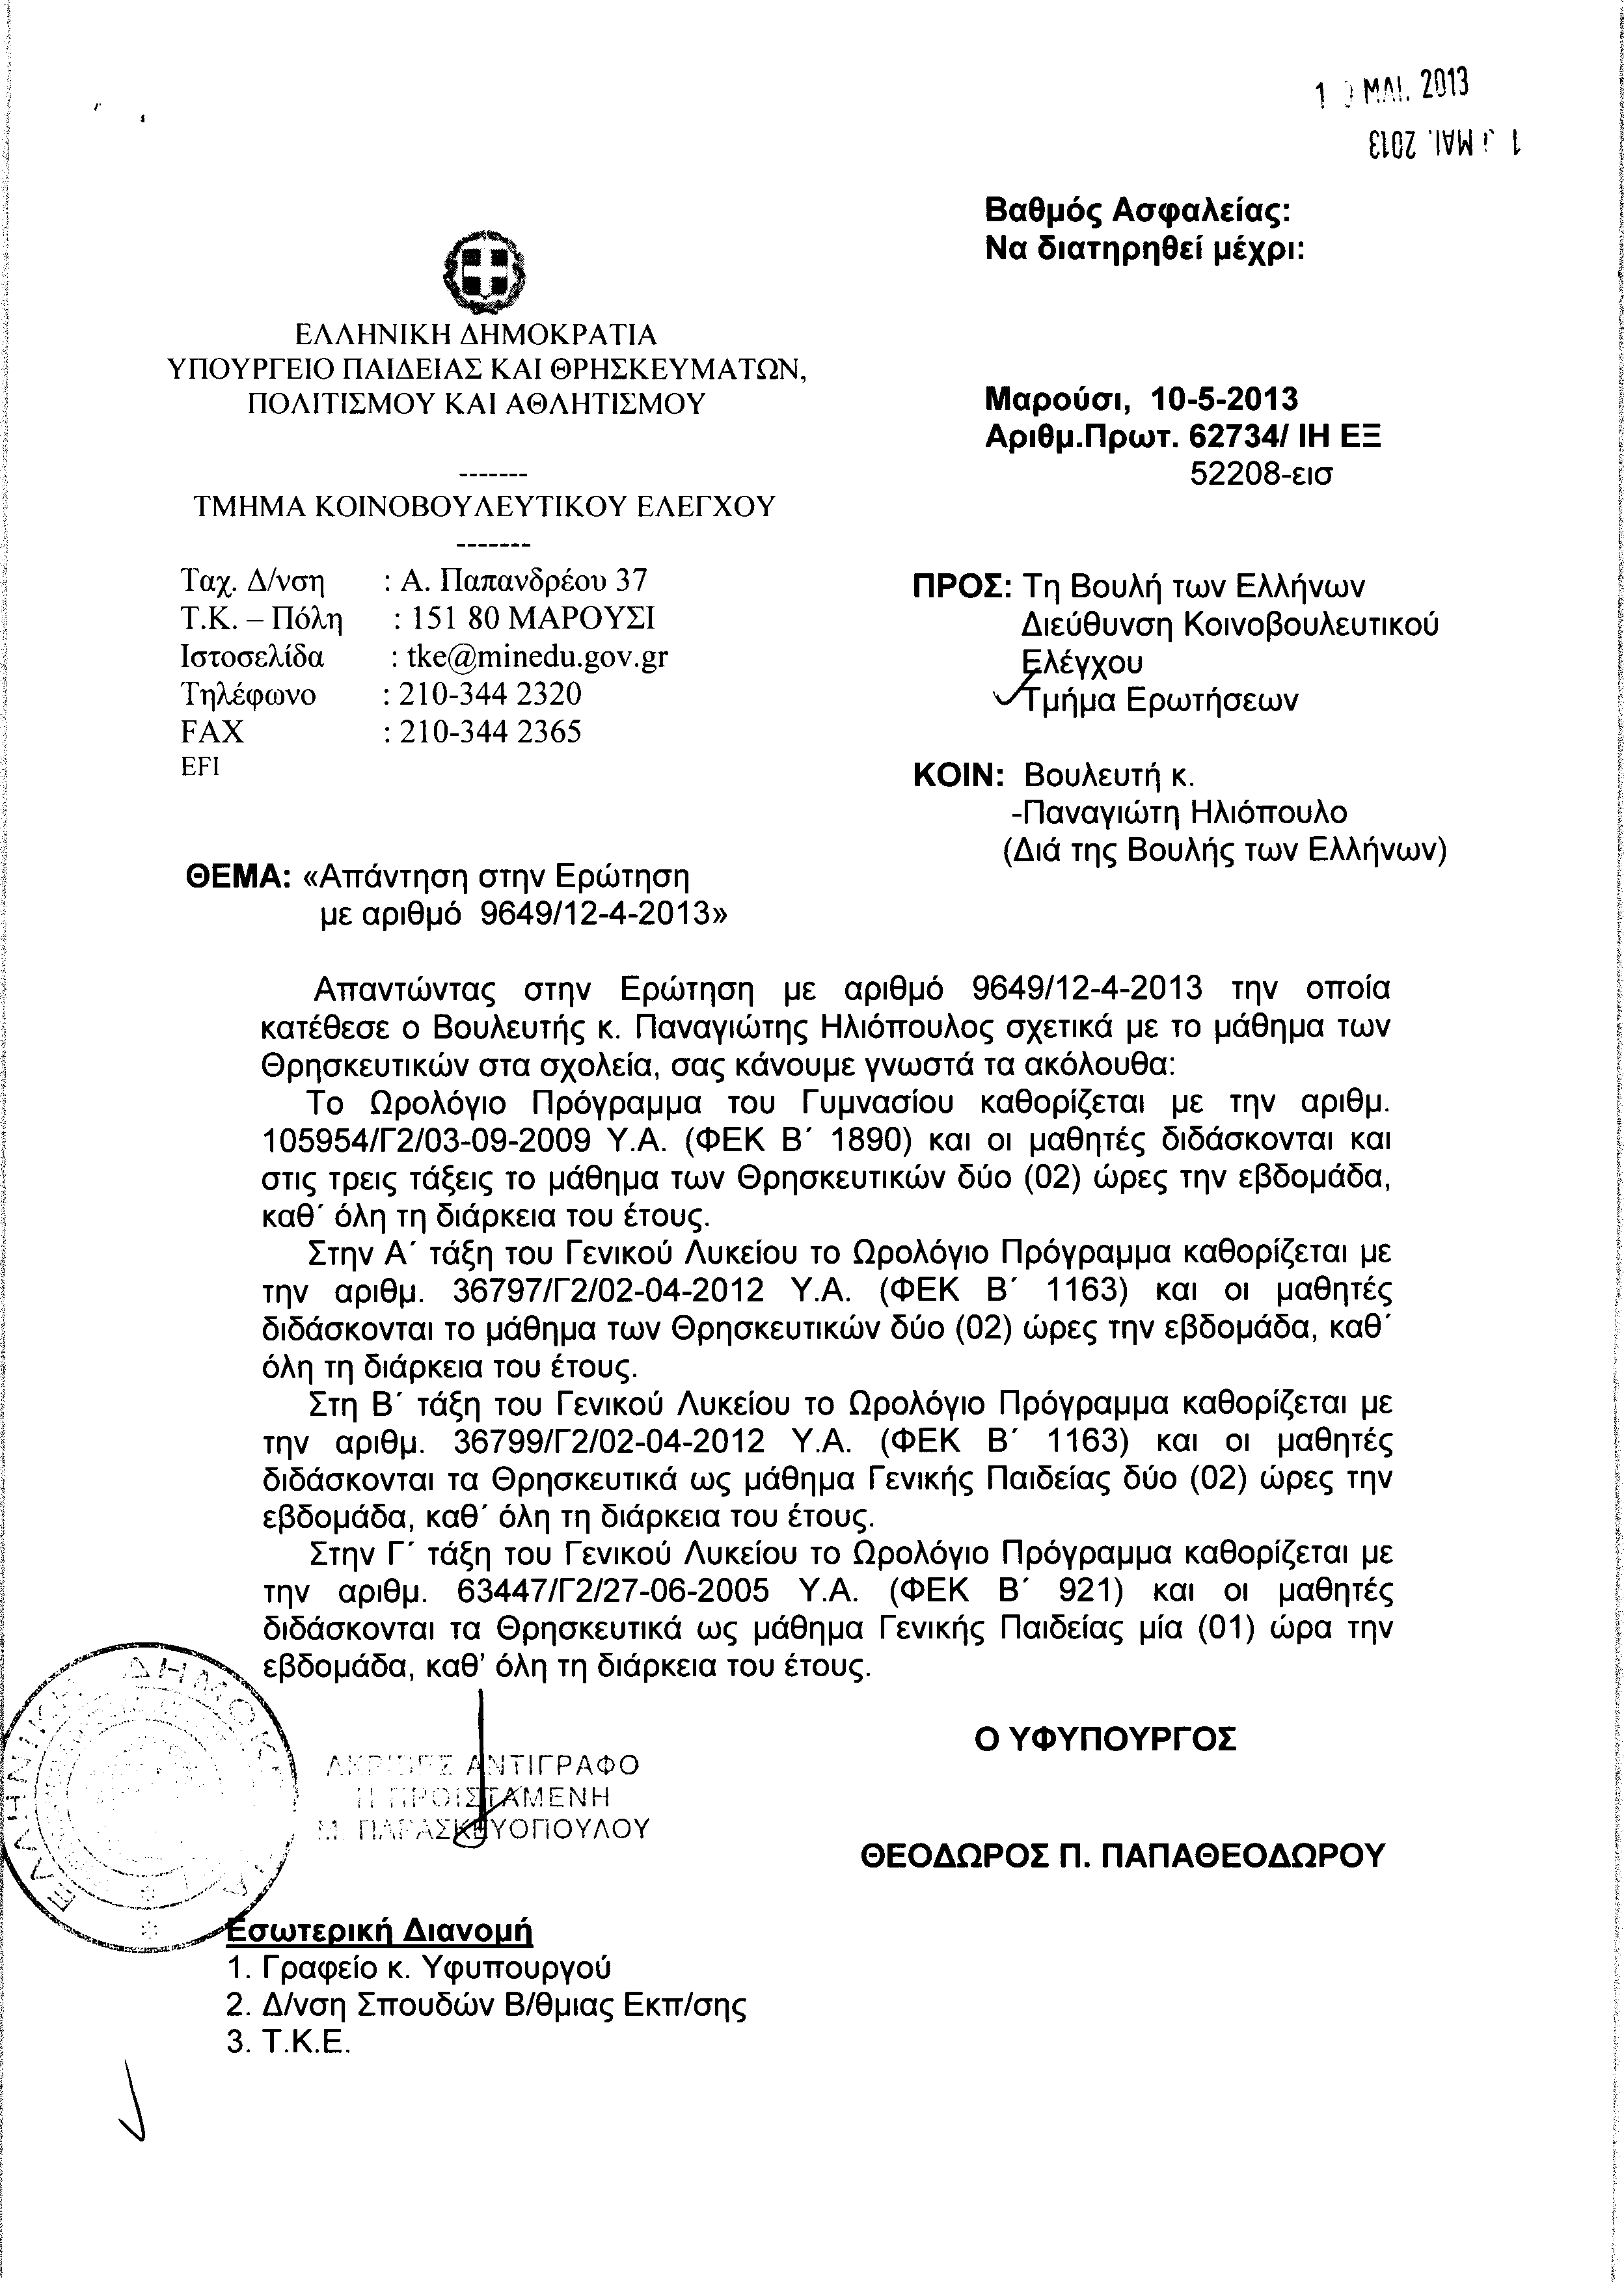 ΜΑΙ. 2013
ΜΑΙ. 2013
Βαθμός Ασφαλείας:
Να διατηρηθεί μέχρι:
ΕΛΛΗΝΙΚΗ ΔΗΜΟΚΡΑΤΙΑ
ΥΠΟΥΡΓΕΙΟ ΠΑΙΔΕΙΑΣ ΚΑΙ ΘΡΗΣΚΕΥΜΑΤΩΝ,
ΠΟΛΙΤΙΣΜΟΥ ΚΑΙ ΑΘΛΗΤΙΣΜΟΥ
-------
ΤΜΗΜΑ ΚΟΙΝΟΒΟΥΛΕΥΤΙΚΟΥ ΕΛΕΓΧΟΥ
-------
Μαρούσι, 10-5-2013
Αριθμ.Πρωτ. 62734/ ΙΗ ΕΞ
52208-εισ
Ταχ. Δ/νση : Α. Παπανδρέου 37
Τ.Κ. – Πόλη : 151 80 ΜΑΡΟΥΣΙ
Ιστοσελίδα : tke@minedu.gov.gr
Τηλέφωνο : 210-344 2320
FAX : 210-344 2365
EFI
ΠΡΟΣ: Τη Βουλή των Ελλήνων
Διεύθυνση Κοινοβουλευτικού
Ελέγχου
Τμήμα Ερωτήσεων
ΚΟΙΝ: Βουλευτή κ.
-Παναγιώτη Ηλιόπουλο
(Διά της Βουλής των Ελλήνων)
ΘΕΜΑ: «Απάντηση στην Ερώτηση
με αριθμό 9649/12-4-2013»
Απαντώντας στην Ερώτηση με αριθμό 9649/12-4-2013 την οποία
κατέθεσε ο Βουλευτής κ. Παναγιώτης Ηλιόπουλος σχετικά με το μάθημα των
Θρησκευτικών στα σχολεία, σας κάνουμε γνωστά τα ακόλουθα:
Το Ωρολόγιο Πρόγραμμα του Γυμνασίου καθορίζεται με την αριθμ.
105954/Γ2/03-09-2009 Υ.Α. (ΦΕΚ Β΄ 1890) και οι μαθητές διδάσκονται και
στις τρεις τάξεις το μάθημα των Θρησκευτικών δύο (02) ώρες την εβδομάδα,
καθ΄ όλη τη διάρκεια του έτους.
Στην Α΄ τάξη του Γενικού Λυκείου το Ωρολόγιο Πρόγραμμα καθορίζεται με
την αριθμ. 36797/Γ2/02-04-2012 Υ.Α. (ΦΕΚ Β΄ 1163) και οι μαθητές
διδάσκονται το μάθημα των Θρησκευτικών δύο (02) ώρες την εβδομάδα, καθ΄
όλη τη διάρκεια του έτους.
Στη Β΄ τάξη του Γενικού Λυκείου το Ωρολόγιο Πρόγραμμα καθορίζεται με
την αριθμ. 36799/Γ2/02-04-2012 Υ.Α. (ΦΕΚ Β΄ 1163) και οι μαθητές
διδάσκονται τα Θρησκευτικά ως μάθημα Γενικής Παιδείας δύο (02) ώρες την
εβδομάδα, καθ΄ όλη τη διάρκεια του έτους.
Στην Γ΄ τάξη του Γενικού Λυκείου το Ωρολόγιο Πρόγραμμα καθορίζεται με
την αριθμ. 63447/Γ2/27-06-2005 Υ.Α. (ΦΕΚ Β΄ 921) και οι μαθητές
διδάσκονται τα Θρησκευτικά ως μάθημα Γενικής Παιδείας μία (01) ώρα την
εβδομάδα, καθ’ όλη τη διάρκεια του έτους.
Ο ΥΦΥΠΟΥΡΓΟΣ
ΑΚΡΙΒΕΣ ΑΝΤΙΓΡΑΦΟ
Η ΠΡΟΙΣΤΑΜΕΝΗ
Μ. ΠΑΡΑΣΚΕΥΟΠΟΥΛΟΥ
ΘΕΟΔΩΡΟΣ Π. ΠΑΠΑΘΕΟΔΩΡΟΥ
Εσωτερική Διανομή
1. Γραφείο κ. Υφυπουργού
2. Δ/νση Σπουδών Β/θμιας Εκπ/σης
3. Τ.Κ.Ε.